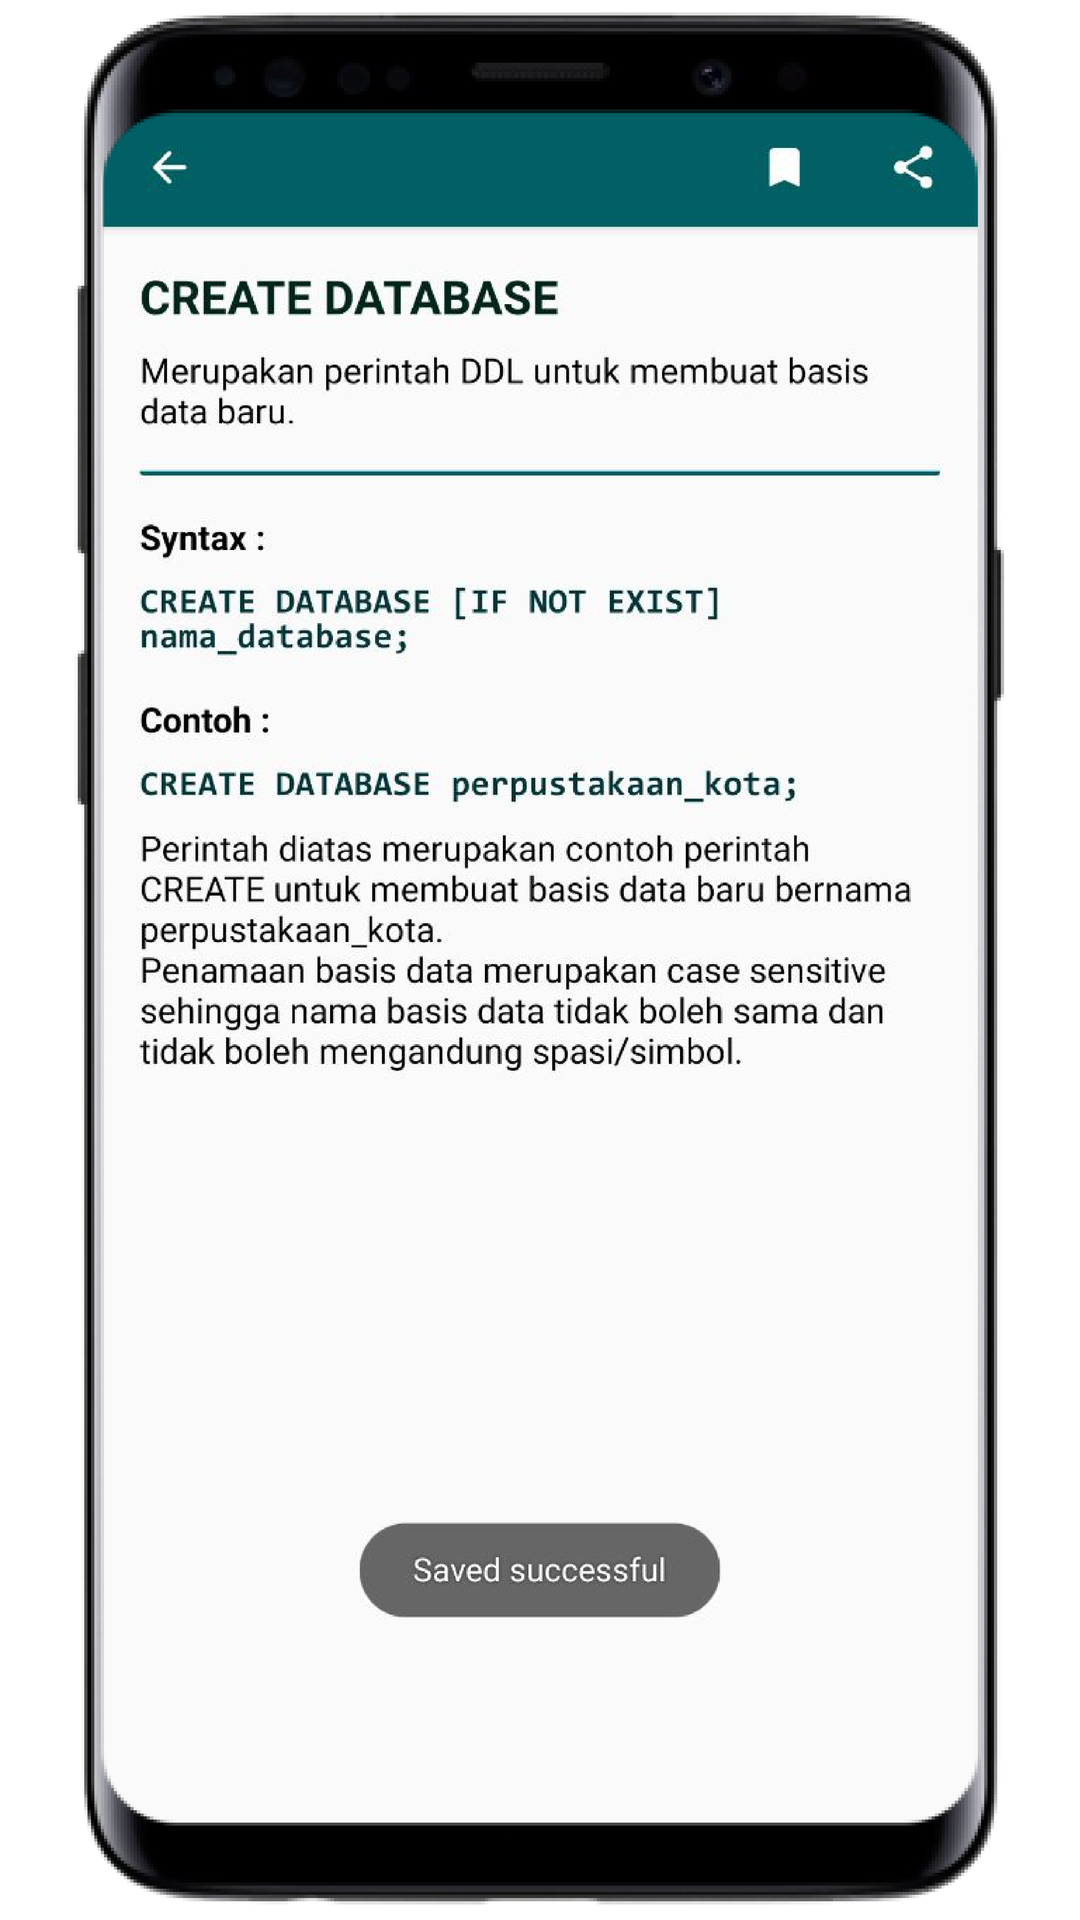 CREATE DATABASE
Merupakan perintah DDL untuk membuat basis
data baru.
Syntax :
CREATE DATABASE [IF NOT EXIST]
nama_database;
Contoh :
CREATE DATABASE perpustakaan_kota;
Perintah diatas merupakan contoh perintah
CREATE untuk membuat basis data baru bernama
perpustakaan_kota.
Penamaan basis data merupakan case sensitive
sehingga nama basis data tidak boleh sama dan
tidak boleh mengandung spasi/simbol.
Saved successful